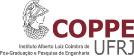 COPPE
UFRJ
Instituto Alberto Luiz Coimbra de
Pós-Graduação e Pesquisa de Engenharia